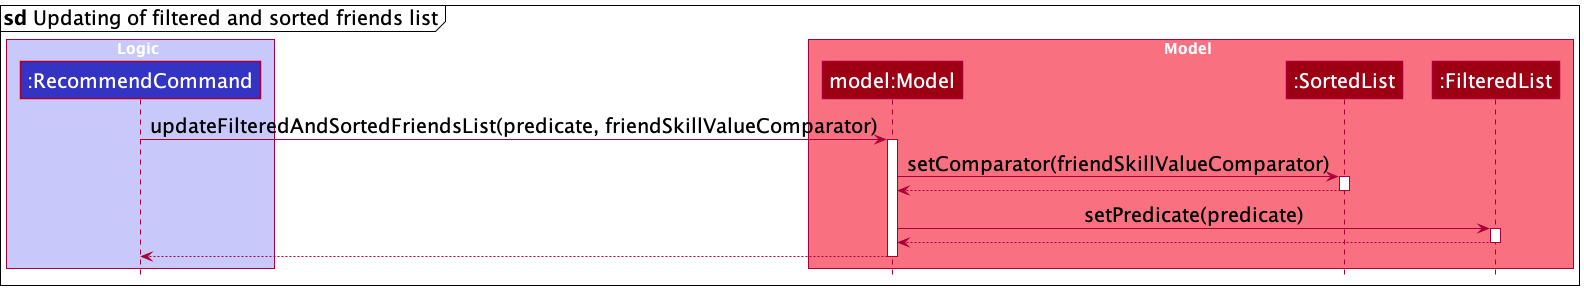 sd Updating of filtered and sorted friends list
Logic
Model
:RecommendCommand
model:Model
:SortedList
:FilteredList
updateFilteredAndSortedFriendsList(predicate, friendSkillValueComparator)
setComparator(friendSkillValueComparator)
setPredicate(predicate)